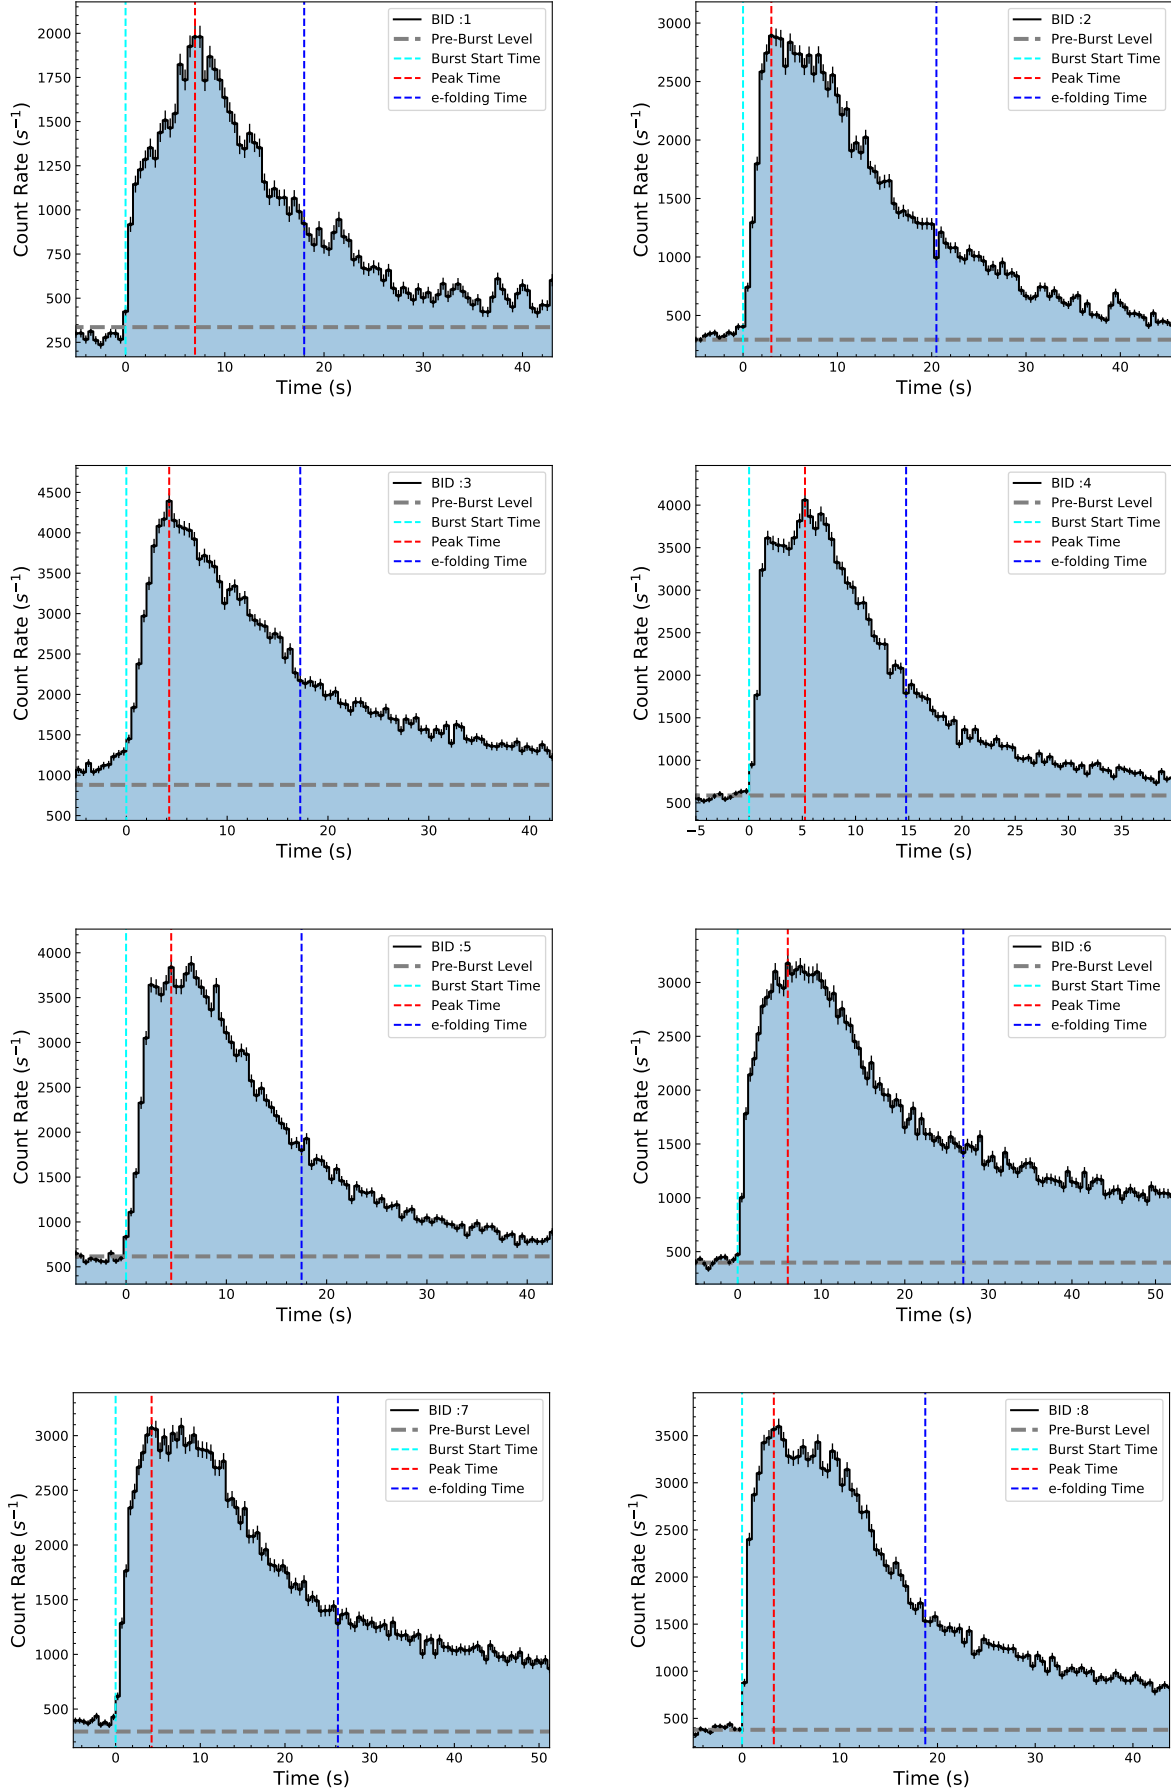 BID :1
Pre-Burst Level
Burst Start Time
Peak Time
e-folding Time
Count Rate (s⁻¹)
2000
1750
1500
1250
1000
750
500
250
0 10 20 30 40
Time (s)
BID :2
Pre-Burst Level
Burst Start Time
Peak Time
e-folding Time
Count Rate (s⁻¹)
3000
2500
2000
1500
1000
500
0 10 20 30 40
Time (s)
BID :3
Pre-Burst Level
Burst Start Time
Peak Time
e-folding Time
Count Rate (s⁻¹)
4500
4000
3500
3000
2500
2000
1500
1000
500
0 10 20 30 40
Time (s)
BID :4
Pre-Burst Level
Burst Start Time
Peak Time
e-folding Time
Count Rate (s⁻¹)
4000
3500
3000
2500
2000
1500
1000
500
−5 0 5 10 15 20 25 30 35
Time (s)
BID :5
Pre-Burst Level
Burst Start Time
Peak Time
e-folding Time
Count Rate (s⁻¹)
4000
3500
3000
2500
2000
1500
1000
500
0 10 20 30 40
Time (s)
BID :6
Pre-Burst Level
Burst Start Time
Peak Time
e-folding Time
Count Rate (s⁻¹)
3000
2500
2000
1500
1000
500
0 10 20 30 40 50
Time (s)
BID :7
Pre-Burst Level
Burst Start Time
Peak Time
e-folding Time
Count Rate (s⁻¹)
3000
2500
2000
1500
1000
500
0 10 20 30 40 50
Time (s)
BID :8
Pre-Burst Level
Burst Start Time
Peak Time
e-folding Time
Count Rate (s⁻¹)
3500
3000
2500
2000
1500
1000
500
0 10 20 30 40
Time (s)